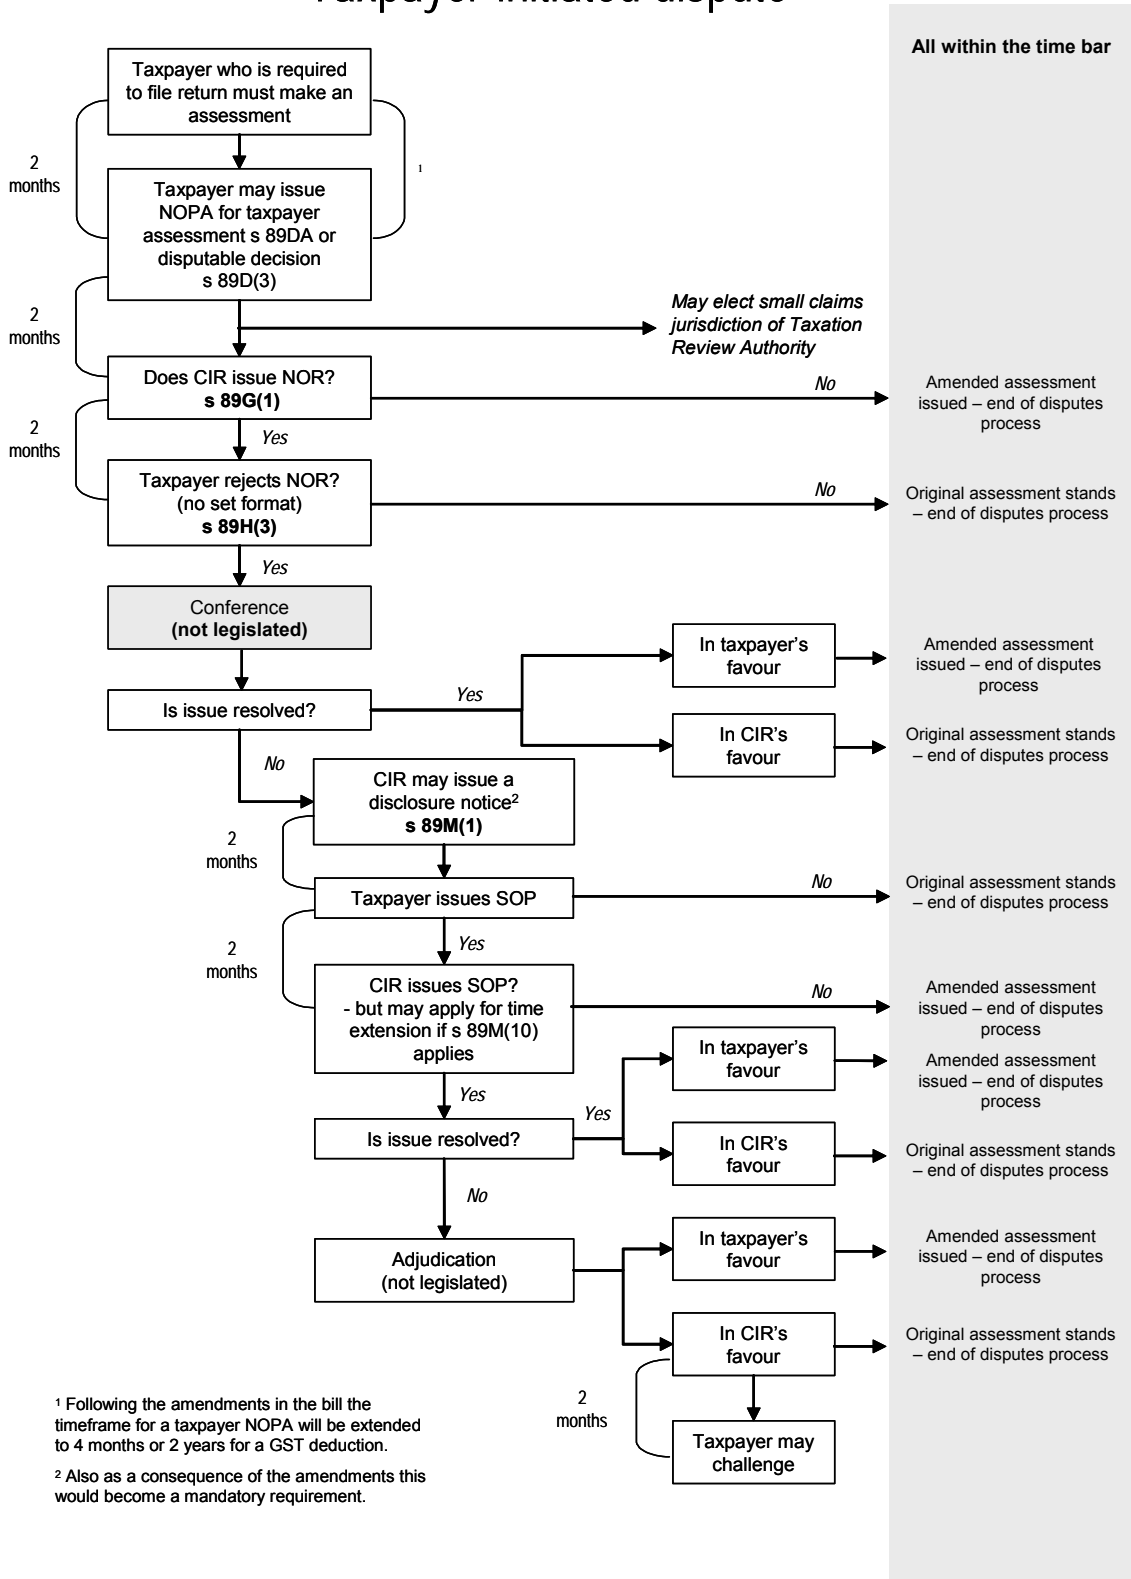 Taxpayer initiated dispute
All within the time bar
Taxpayer who is required
to file return must make an
assessment
2
months
1
Taxpayer may issue
NOPA for taxpayer
assessment s 89DA or
disputable decision
s 89D(3)
2
months
May elect small claims
jurisdiction of Taxation
Review Authority
Does CIR issue NOR?
s 89G(1)
No
Amended assessment
issued – end of disputes
process
2
months
Yes
Taxpayer rejects NOR?
(no set format)
s 89H(3)
No
Original assessment stands
– end of disputes process
Yes
Conference
(not legislated)
In taxpayer's
favour
Amended assessment
issued – end of disputes
process
Is issue resolved?
Yes
In CIR's
favour
Original assessment stands
– end of disputes process
No
CIR may issue a
disclosure notice2
s 89M(1)
2
months
Taxpayer issues SOP
No
Original assessment stands
– end of disputes process
Yes
2
months
CIR issues SOP?
- but may apply for time
extension if s 89M(10)
applies
No
Amended assessment
issued – end of disputes
process
In taxpayer's
favour
Amended assessment
issued – end of disputes
process
Yes
Is issue resolved?
Yes
In CIR's
favour
Original assessment stands
– end of disputes process
No
Adjudication
(not legislated)
In taxpayer's
favour
Amended assessment
issued – end of disputes
process
In CIR's
favour
Original assessment stands
– end of disputes process
2
months
Taxpayer may
challenge
1 Following the amendments in the bill the
timeframe for a taxpayer NOPA will be extended
to 4 months or 2 years for a GST deduction.
2 Also as a consequence of the amendments this
would become a mandatory requirement.